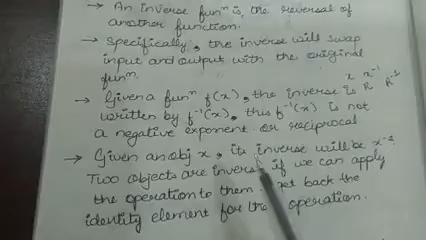 → An inverse funⁿ is, the reversal of
another function.
→ Specifically, the inverse will swap
input and output with the original
funⁿ.
x x⁻¹
→ Given a funⁿ f(x), the inverse is R R⁻¹
written by f⁻¹(x), this f⁻¹(x) is not
a negative exponent or reciprocal
→ Given an obj x, its inverse will be x⁻¹
Two objects are inverse if we can apply
the operation to them get back the
identity element for the operation.